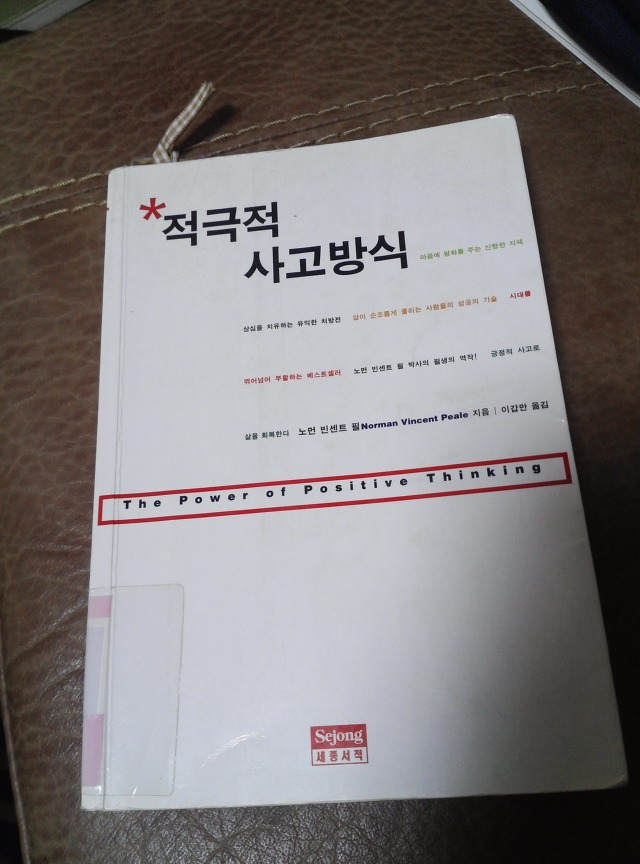 *적극적
사고방식 마음에 평화를 주는 신령한 지혜
상심을 치유하는 유익한 처방전 삶이 순조롭게 풀리는 사람들의 성공의 기술 시대를
뛰어넘어 부활하는 베스트셀러 노먼 빈센트 필 박사의 필생의 역작! 긍정적 사고로
삶을 회복한다 노먼 빈센트 필Norman Vincent Peale 지음 | 이갑만 옮김
The Power of Positive Thinking
Sejong
세종서적